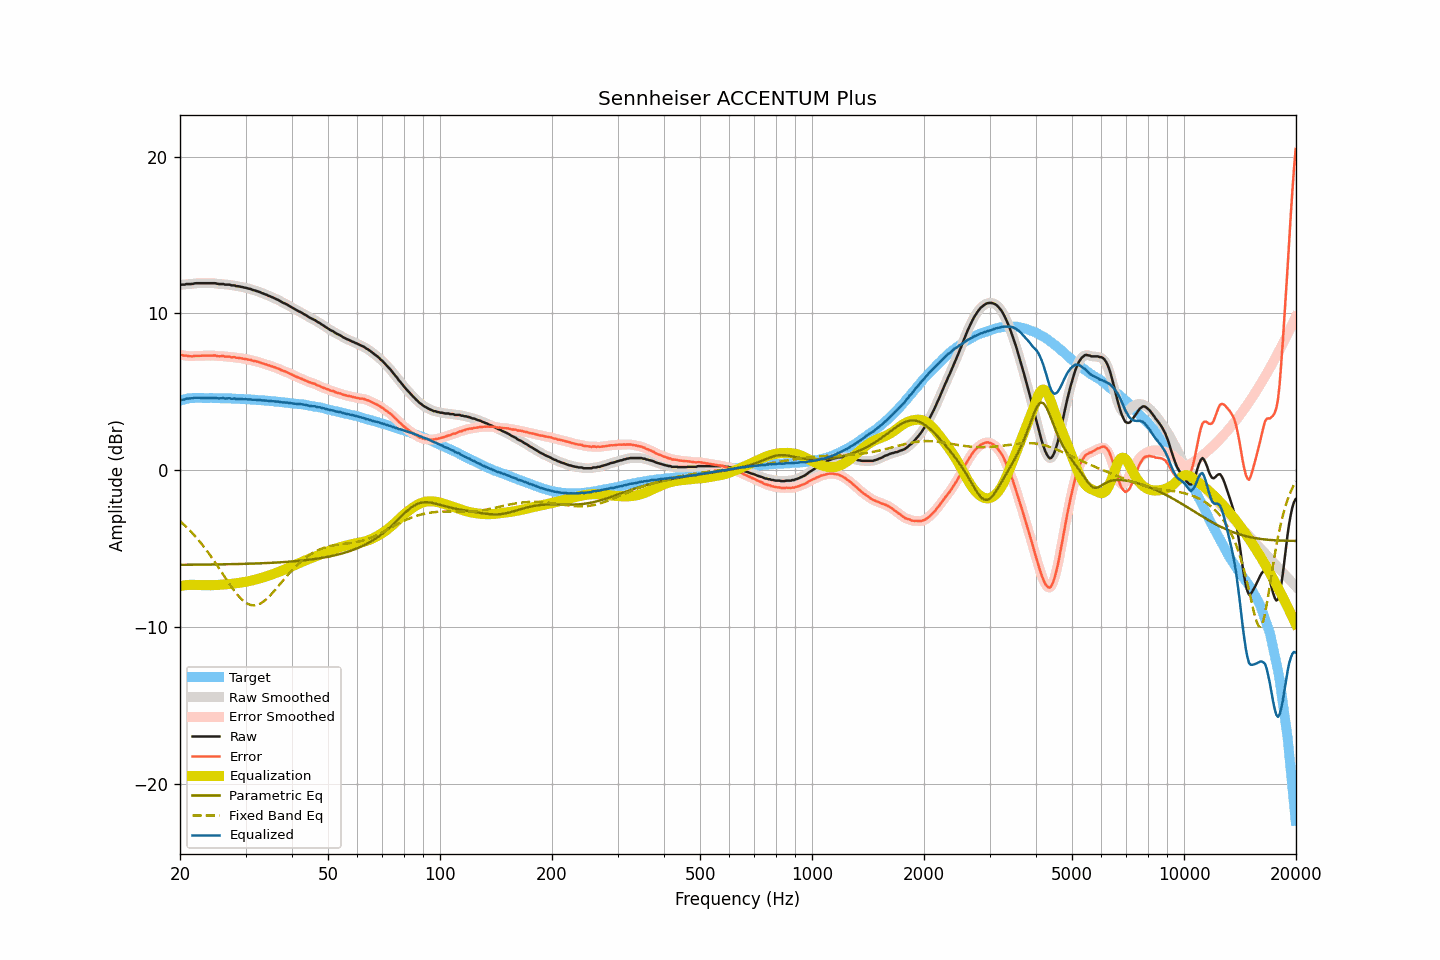 Sennheiser ACCENTUM Plus
20
10
0
−10
−20
Amplitude (dBr)
Target
Raw Smoothed
Error Smoothed
Raw
Error
Equalization
Parametric Eq
Fixed Band Eq
Equalized
20 50 100 200 500 1000 2000 5000 10000 20000
Frequency (Hz)